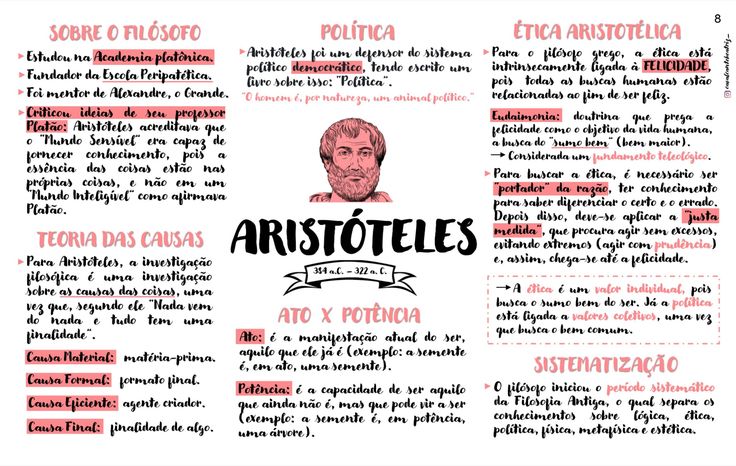 8
SOBRE O FILÓSOFO
Estudou na Academia platônica.
Fundador da Escola Peripatética.
Foi mentor de Alexandre, o Grande.
Criticou ideias de seu professor
Platão: Aristóteles acreditava que
o "Mundo Sensível" era capaz de
fornecer conhecimento, pois a
essência das coisas estão nas
próprias coisas, e não em um
"Mundo Inteligível" como afirmava
Platão.
TEORIA DAS CAUSAS
Para Aristóteles, a investigação
filosófica é uma investigação
sobre as causas das coisas, uma
vez que, segundo ele "Nada vem
do nada e tudo tem uma
finalidade".
Causa Material: matéria-prima.
Causa Formal: formato final.
Causa Eficiente: agente criador.
Causa Final: finalidade de algo.
POLÍTICA
Aristóteles foi um defensor do sistema
político democrático, tendo escrito um
livro sobre isso: "Política".
"O homem é, por natureza, um animal político."
ARISTÓTELES
384 a.C. - 322 a. C.
ATO X POTÊNCIA
Ato: é a manifestação atual do ser,
aquilo que ele já é (exemplo: a semente
é, em ato, uma semente).
Potência: é a capacidade de ser aquilo
que ainda não é, mas que pode vir a ser
(exemplo: a semente é, em potência,
uma árvore).
ÉTICA ARISTOTÉLICA
Para o filósofo grego, a ética está
intrinsecamente ligada à FELICIDADE,
pois todas as buscas humanas estão
relacionadas ao fim de ser feliz.
Eudaimonia: doutrina que prega a
felicidade como o objetivo da vida humana,
a busca do "sumo bem" (bem maior).
→ Considerada um fundamento teleológico.
Para buscar a ética, é necessário ser
"portador" da razão, ter conhecimento
para saber diferenciar o certo e o errado.
Depois disso, deve-se aplicar a "justa
medida", que procura agir sem excessos,
evitando extremos (agir com prudência)
e, assim, chega-se até a felicidade.
→ A ética é um valor individual, pois
busca o sumo bem do ser. Já a política
está ligada a valores coletivos, uma vez
que busca o bem comum.
SISTEMATIZAÇÃO
O filósofo iniciou o período sistemático
da Filosofia Antiga, o qual separa os
conhecimentos sobre lógica, ética,
política, física, metafísica e estética.